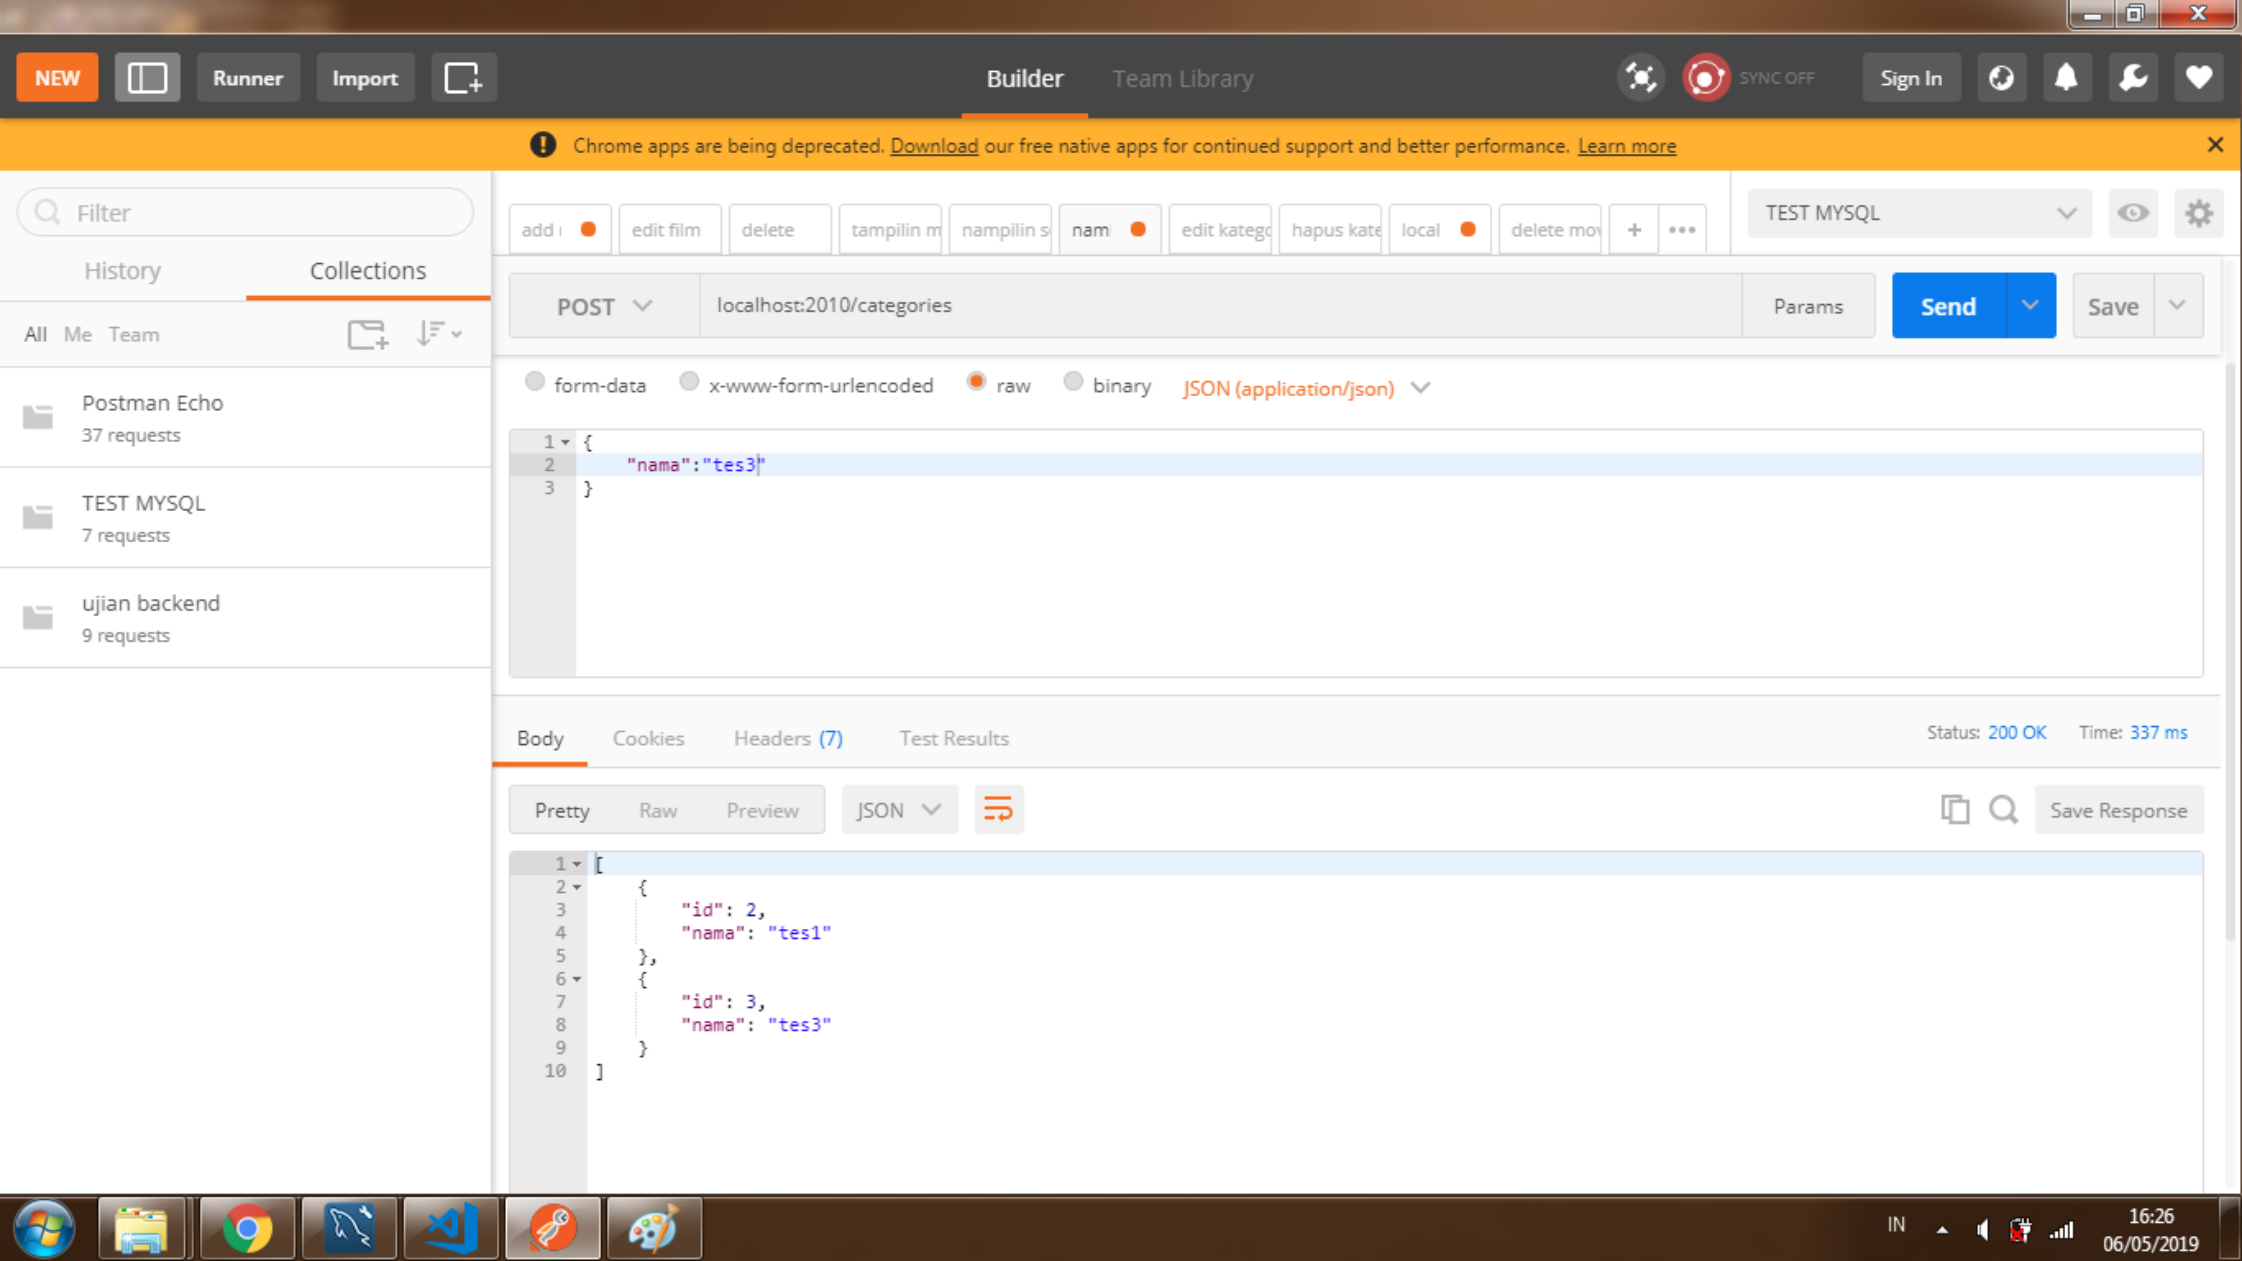 NEW Runner Import Builder Team Library SYNC OFF Sign In
Chrome apps are being deprecated. Download our free native apps for continued support and better performance. Learn more
Filter
History Collections
All Me Team
Postman Echo
37 requests
TEST MYSQL
7 requests
ujian backend
9 requests
add edit film delete tampilin m nampilin s nam edit katego hapus kate local delete mov + ••• TEST MYSQL
POST localhost:2010/categories Params Send Save
form-data x-www-form-urlencoded raw binary JSON (application/json)
1 {
2 "nama":"tes3"
3 }
Body Cookies Headers (7) Test Results Status: 200 OK Time: 337 ms
Pretty Raw Preview JSON Save Response
1 [
2 {
3 "id": 2,
4 "nama": "tes1"
5 },
6 {
7 "id": 3,
8 "nama": "tes3"
9 }
10 ]
IN 16:26
06/05/2019